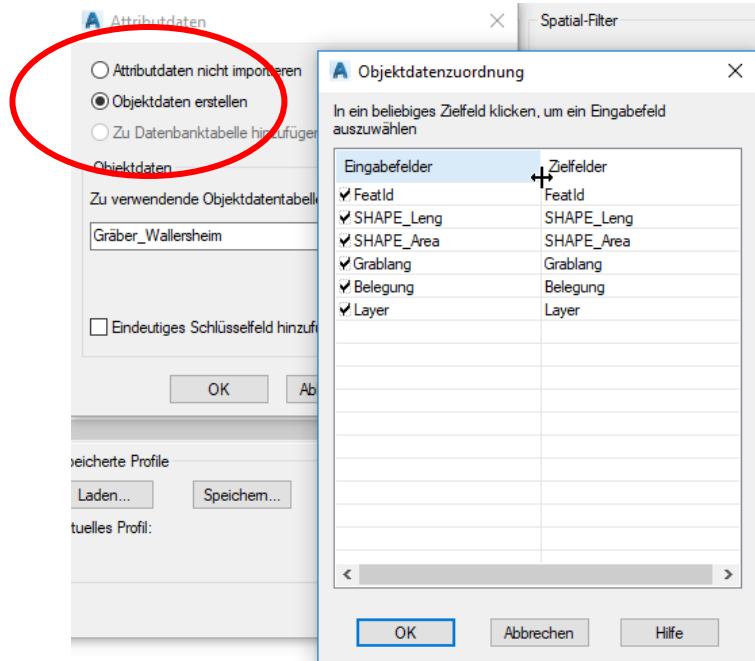 Attributdaten
Attributdaten nicht importieren
Objektdaten erstellen
Zu Datenbanktabelle hinzufügen
Objektdaten
Zu verwendende Objektdatentabelle
Gräber_Wallersheim
Eindeutiges Schlüsselfeld hinzufü
OK Ab
eicherte Profile
Laden... Speichern...
tuelles Profil:
Spatial-Filter
Objektdatenzuordnung
In ein beliebiges Zielfeld klicken, um ein Eingabefeld
auszuwählen
Eingabefelder Zielfelder
FeatId FeatId
SHAPE_Leng SHAPE_Leng
SHAPE_Area SHAPE_Area
Grablang Grablang
Belegung Belegung
Layer Layer
OK Abbrechen Hilfe